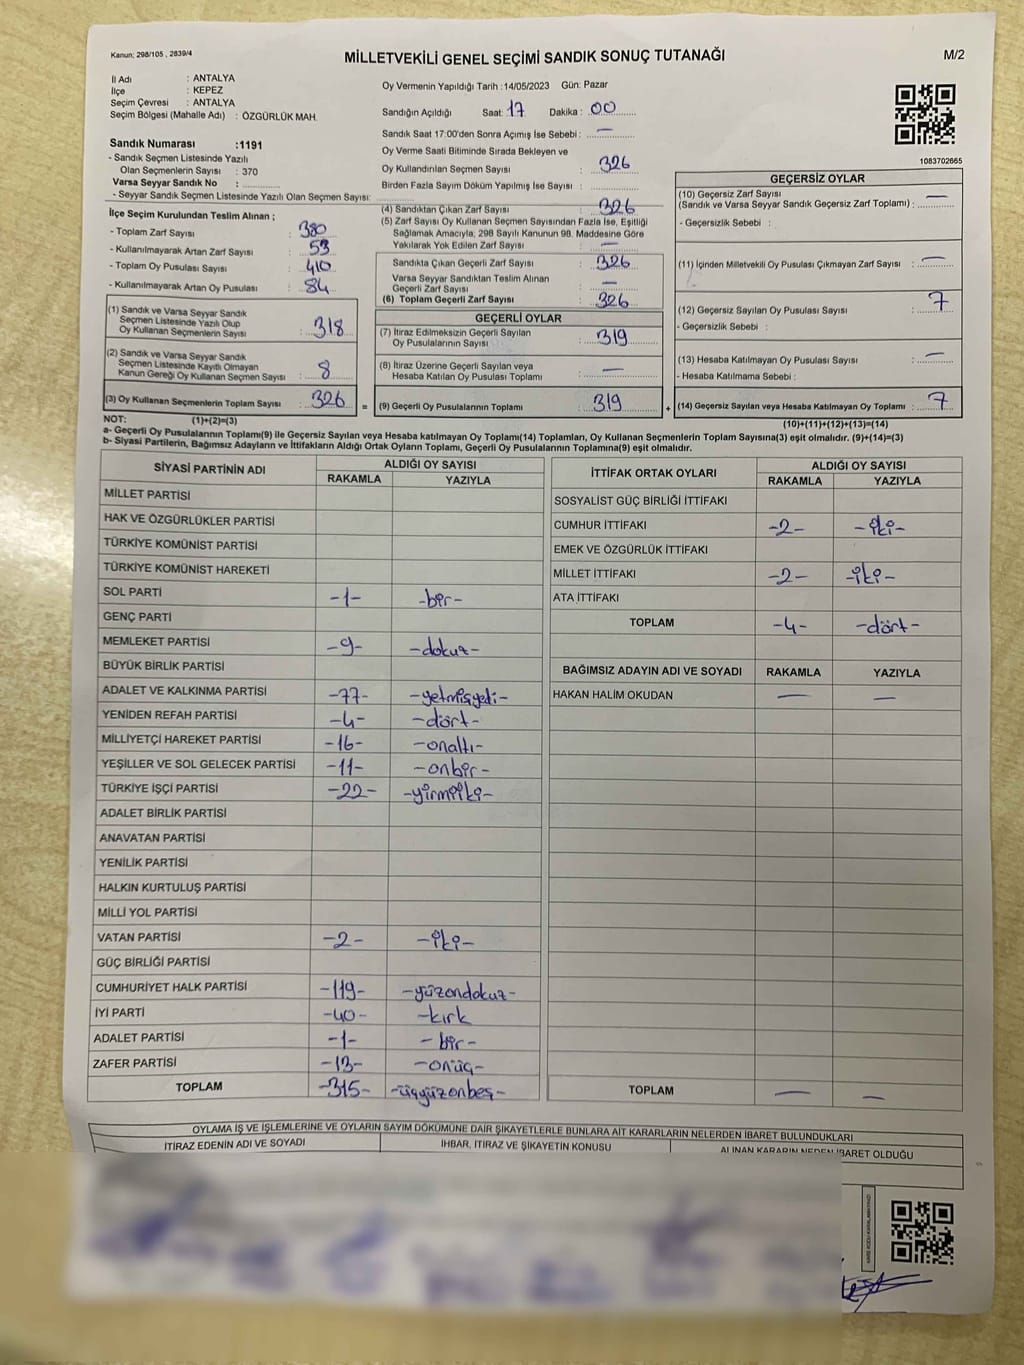 Kanun: 298/105 , 2839/4
MİLLETVEKİLİ GENEL SEÇİMİ SANDIK SONUÇ TUTANAĞI
M/2
İl Adı : ANTALYA
İlçe : KEPEZ
Seçim Çevresi : ANTALYA
Seçim Bölgesi (Mahalle Adı) : ÖZGÜRLÜK MAH.
Sandık Numarası :1191
- Sandık Seçmen Listesinde Yazılı
Olan Seçmenlerin Sayısı : 370
Varsa Seyyar Sandık No :
- Seyyar Sandık Seçmen Listesinde Yazılı Olan Seçmen Sayısı:
İlçe Seçim Kurulundan Teslim Alınan ;
- Toplam Zarf Sayısı : 380
- Kullanılmayarak Artan Zarf Sayısı : 53
- Toplam Oy Pusulası Sayısı : 410
- Kullanılmayarak Artan Oy Pusulası : 84
(1) Sandık ve Varsa Seyyar Sandık
Seçmen Listesinde Yazılı Olup
Oy Kullanan Seçmenlerin Sayısı : 318
(2) Sandık ve Varsa Seyyar Sandık
Seçmen Listesinde Kayıtlı Olmayan
Kanun Gereği Oy Kullanan Seçmen Sayısı : 8
(3) Oy Kullanan Seçmenlerin Toplam Sayısı : 326
Oy Vermenin Yapıldığı Tarih :14/05/2023 Gün: Pazar
Sandığın Açıldığı Saat: 17 Dakika : 00
Sandık Saat 17:00'den Sonra Açımış İse Sebebi : —
Oy Verme Saati Bitiminde Sırada Bekleyen ve
Oy Kullandırılan Seçmen Sayısı : 326
Birden Fazla Sayım Döküm Yapılmış İse Sayısı :
(4) Sandıktan Çıkan Zarf Sayısı : 326
(5) Zarf Sayısı Oy Kullanan Seçmen Sayısından Fazla İse, Eşitliği
Sağlamak Amacıyla, 298 Sayılı Kanunun 98. Maddesine Göre
Yakılarak Yok Edilen Zarf Sayısı : —
Sandıkta Çıkan Geçerli Zarf Sayısı : 326
Varsa Seyyar Sandıktan Teslim Alınan
Geçerli Zarf Sayısı : —
(6) Toplam Geçerli Zarf Sayısı : 326
GEÇERLİ OYLAR
(7) İtiraz Edilmeksizin Geçerli Sayılan
Oy Pusulalarının Sayısı : 319
(8) İtiraz Üzerine Geçerli Sayılan veya
Hesaba Katılan Oy Pusulası Toplamı : —
= (9) Geçerli Oy Pusulalarının Toplamı : 319
1083702665
GEÇERSİZ OYLAR
(10) Geçersiz Zarf Sayısı
(Sandık ve Varsa Seyyar Sandık Geçersiz Zarf Toplamı) : —
- Geçersizlik Sebebi :
(11) İçinden Milletvekili Oy Pusulası Çıkmayan Zarf Sayısı : —
(12) Geçersiz Sayılan Oy Pusulası Sayısı : 7
- Geçersizlik Sebebi :
(13) Hesaba Katılmayan Oy Pusulası Sayısı : —
- Hesaba Katılmama Sebebi :
+ (14) Geçersiz Sayılan veya Hesaba Katılmayan Oy Toplamı : 7
NOT: (1)+(2)=(3) (10)+(11)+(12)+(13)=(14)
a- Geçerli Oy Pusulalarının Toplamı(9) ile Geçersiz Sayılan veya Hesaba katılmayan Oy Toplamı(14) Toplamları, Oy Kullanan Seçmenlerin Toplam Sayısına(3) eşit olmalıdır. (9)+(14)=(3)
b- Siyasi Partilerin, Bağımsız Adayların ve İttifakların Aldığı Ortak Oyların Toplamı, Geçerli Oy Pusulalarının Toplamına(9) eşit olmalıdır.
SİYASİ PARTİNİN ADI ALDIĞI OY SAYISI
RAKAMLA YAZIYLA
MİLLET PARTİSİ
HAK VE ÖZGÜRLÜKLER PARTİSİ
TÜRKİYE KOMÜNİST PARTİSİ
TÜRKİYE KOMÜNİST HAREKETİ
SOL PARTİ -1- -bir-
GENÇ PARTİ
MEMLEKET PARTİSİ -9- -dokuz-
BÜYÜK BİRLİK PARTİSİ
ADALET VE KALKINMA PARTİSİ -77- -yetmişyedi-
YENİDEN REFAH PARTİSİ -4- -dört-
MİLLİYETÇİ HAREKET PARTİSİ -16- -onaltı-
YEŞİLLER VE SOL GELECEK PARTİSİ -11- -onbir-
TÜRKİYE İŞÇİ PARTİSİ -22- -yirmiiki-
ADALET BİRLİK PARTİSİ
ANAVATAN PARTİSİ
YENİLİK PARTİSİ
HALKIN KURTULUŞ PARTİSİ
MİLLİ YOL PARTİSİ
VATAN PARTİSİ -2- -iki-
GÜÇ BİRLİĞİ PARTİSİ
CUMHURİYET HALK PARTİSİ -119- -yüzondokuz-
İYİ PARTİ -40- -kırk
ADALET PARTİSİ -1- -bir-
ZAFER PARTİSİ -13- -onüç-
TOPLAM -315- -üçyüzonbeş-
İTTİFAK ORTAK OYLARI ALDIĞI OY SAYISI
RAKAMLA YAZIYLA
SOSYALİST GÜÇ BİRLİĞİ İTTİFAKI
CUMHUR İTTİFAKI -2- -iki-
EMEK VE ÖZGÜRLÜK İTTİFAKI
MİLLET İTTİFAKI -2- -iki-
ATA İTTİFAKI
TOPLAM -4- -dört-
BAĞIMSIZ ADAYIN ADI VE SOYADI RAKAMLA YAZIYLA
HAKAN HALİM OKUDAN — —
TOPLAM — —
OYLAMA İŞ VE İŞLEMLERİNE VE OYLARIN SAYIM DÖKÜMÜNE DAİR ŞİKAYETLERLE BUNLARA AİT KARARLARIN NELERDEN İBARET BULUNDUKLARI
İTİRAZ EDENİN ADI VE SOYADI İHBAR, İTİRAZ VE ŞİKAYETİN KONUSU ALINAN KARARIN NEDEN İBARET OLDUĞU